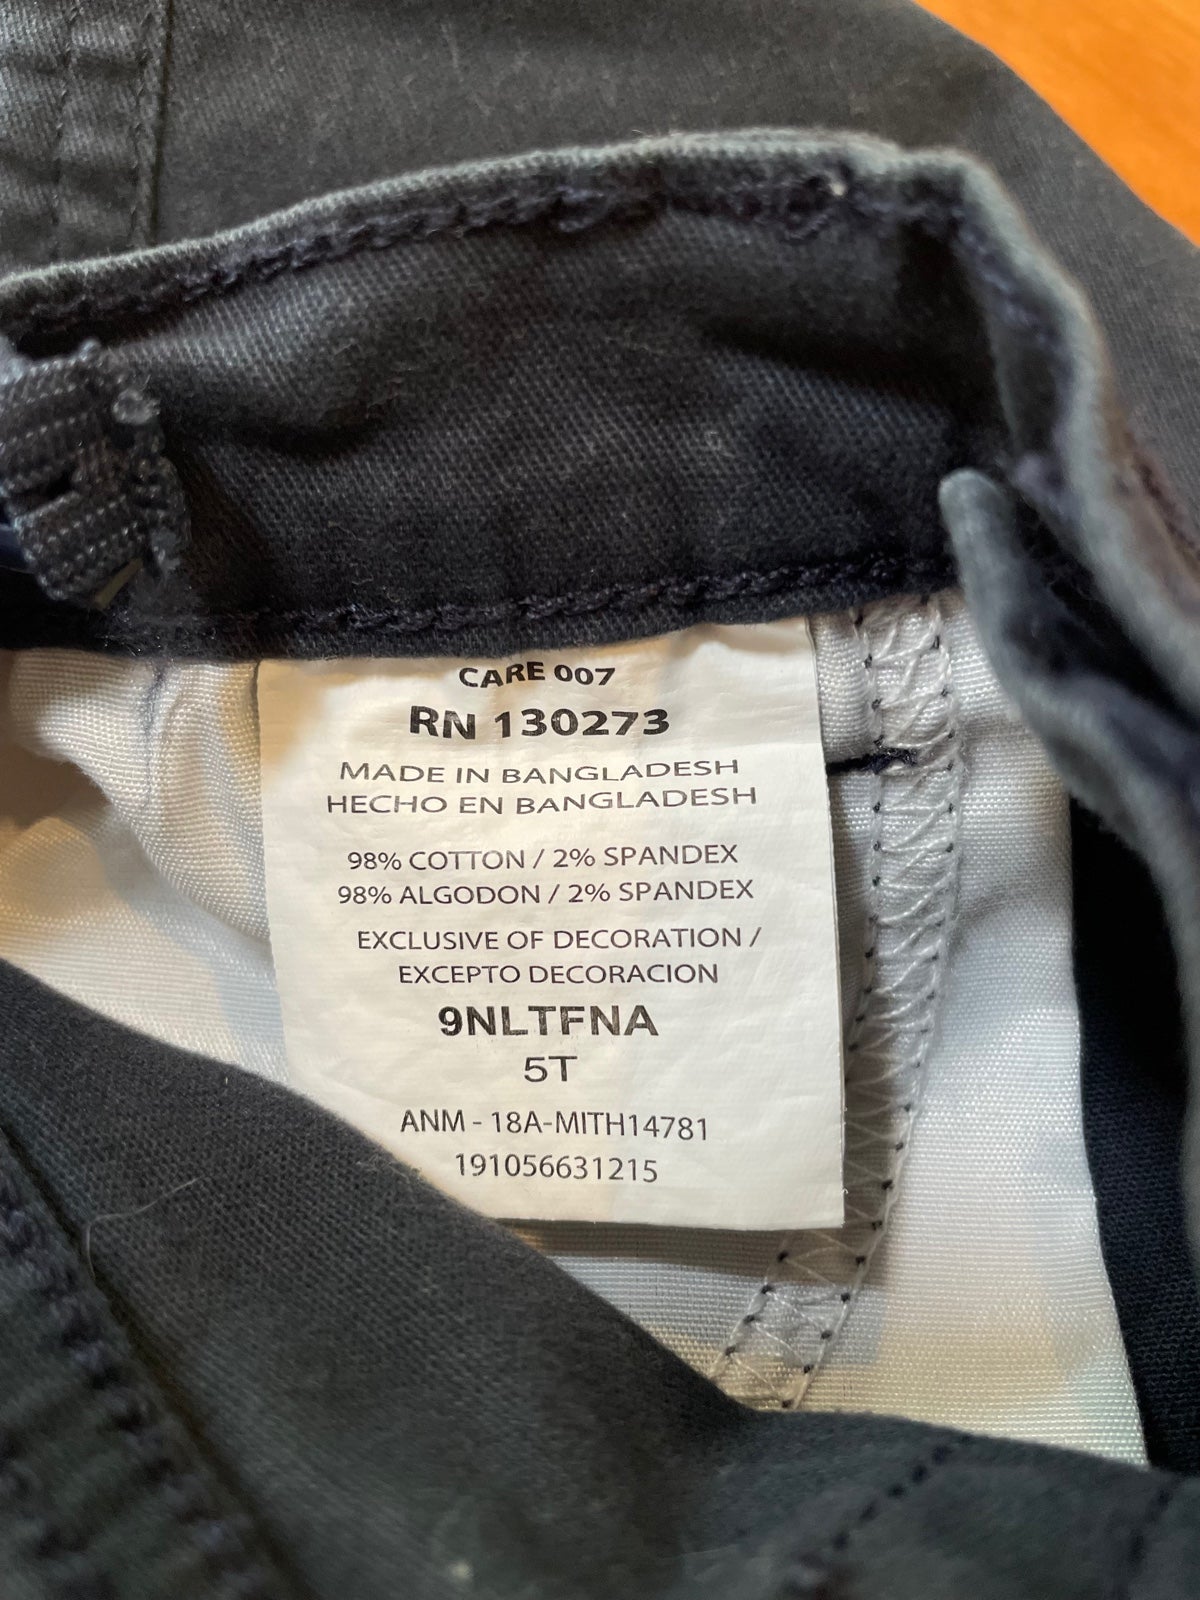 CARE 007
RN 130273
MADE IN BANGLADESH
HECHO EN BANGLADESH
98% COTTON / 2% SPANDEX
98% ALGODON / 2% SPANDEX
EXCLUSIVE OF DECORATION /
EXCEPTO DECORACION
9NLTFNA
5T
ANM - 18A-MITH14781
191056631215